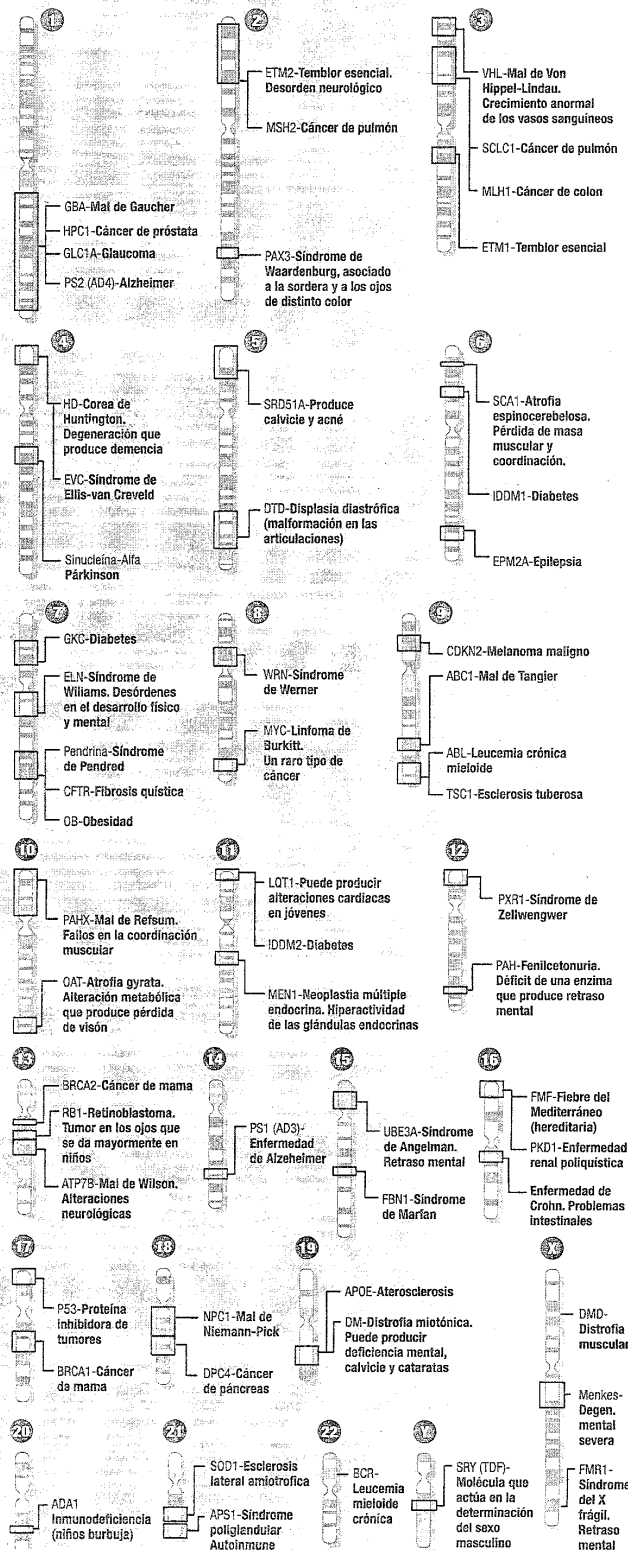 1
GBA-Mal de Gaucher
HPC1-Cáncer de próstata
GLC1A-Glaucoma
PS2 (AD4)-Alzheimer
2
ETM2-Temblor esencial.
Desorden neurológico
MSH2-Cáncer de pulmón
PAX3-Síndrome de
Waardenburg, asociado
a la sordera y a los ojos
de distinto color
3
VHL-Mal de Von
Hippel-Lindau.
Crecimiento anormal
de los vasos sanguíneos
SCLC1-Cáncer de pulmón
MLH1-Cáncer de colon
ETM1-Temblor esencial
4
HD-Corea de
Huntington.
Degeneración que
produce demencia
EVC-Síndrome de
Ellis-van Creveld
Sinucleína-Alfa
Párkinson
5
SRD51A-Produce
calvicie y acné
DTD-Displasia diastrófica
(malformación en las
articulaciones)
6
SCA1-Atrofia
espinocerebelosa.
Pérdida de masa
muscular y
coordinación.
IDDM1-Diabetes
EPM2A-Epilepsia
7
GKC-Diabetes
ELN-Síndrome de
Wiliams. Desórdenes
en el desarrollo físico
y mental
Pendrina-Síndrome
de Pendred
CFTR-Fibrosis quística
OB-Obesidad
8
WRN-Síndrome
de Werner
MYC-Linfoma de
Burkitt.
Un raro tipo de
cáncer
9
CDKN2-Melanoma maligno
ABC1-Mal de Tangier
ABL-Leucemia crónica
mieloide
TSC1-Esclerosis tuberosa
10
PAHX-Mal de Refsum.
Fallos en la coordinación
muscular
OAT-Atrofia gyrata.
Alteración metabólica
que produce pérdida
de visón
11
LQT1-Puede producir
alteraciones cardíacas
en jóvenes
IDDM2-Diabetes
MEN1-Neoplastia múltiple
endocrina. Hiperactividad
de las glándulas endocrinas
12
PXR1-Síndrome de
Zellwengwer
PAH-Fenilcetonuria.
Déficit de una enzima
que produce retraso
mental
13
BRCA2-Cáncer de mama
RB1-Retinoblastoma.
Tumor en los ojos que
se da mayormente en
niños
ATP7B-Mal de Wilson.
Alteraciones
neurológicas
14
PS1 (AD3)-
Enfermedad
de Alzeheimer
15
UBE3A-Síndrome
de Angelman.
Retraso mental
FBN1-Síndrome
de Marfan
16
FMF-Fiebre del
Mediterráneo
(hereditaria)
PKD1-Enfermedad
renal poliquística
Enfermedad de
Crohn. Problemas
intestinales
17
P53-Proteína
inhibidora de
tumores
BRCA1-Cáncer
de mama
18
NPC1-Mal de
Niemann-Pick
DPC4-Cáncer
de páncreas
19
APOE-Aterosclerosis
DM-Distrofia miotónica.
Puede producir
deficiencia mental,
calvicie y cataratas
X
DMD-
Distrofia
muscular
Menkes-
Degen.
mental
severa
FMR1-
Síndrome
del X
frágil.
Retraso
mental
20
ADA1
Inmunodeficiencia
(niños burbuja)
21
SOD1-Esclerosis
lateral amiotrofica
APS1-Síndrome
poliglandular
Autoinmune
22
BCR-
Leucemia
mieloide
crónica
Y
SRY (TDF)-
Molécula que
actúa en la
determinación
del sexo
masculino